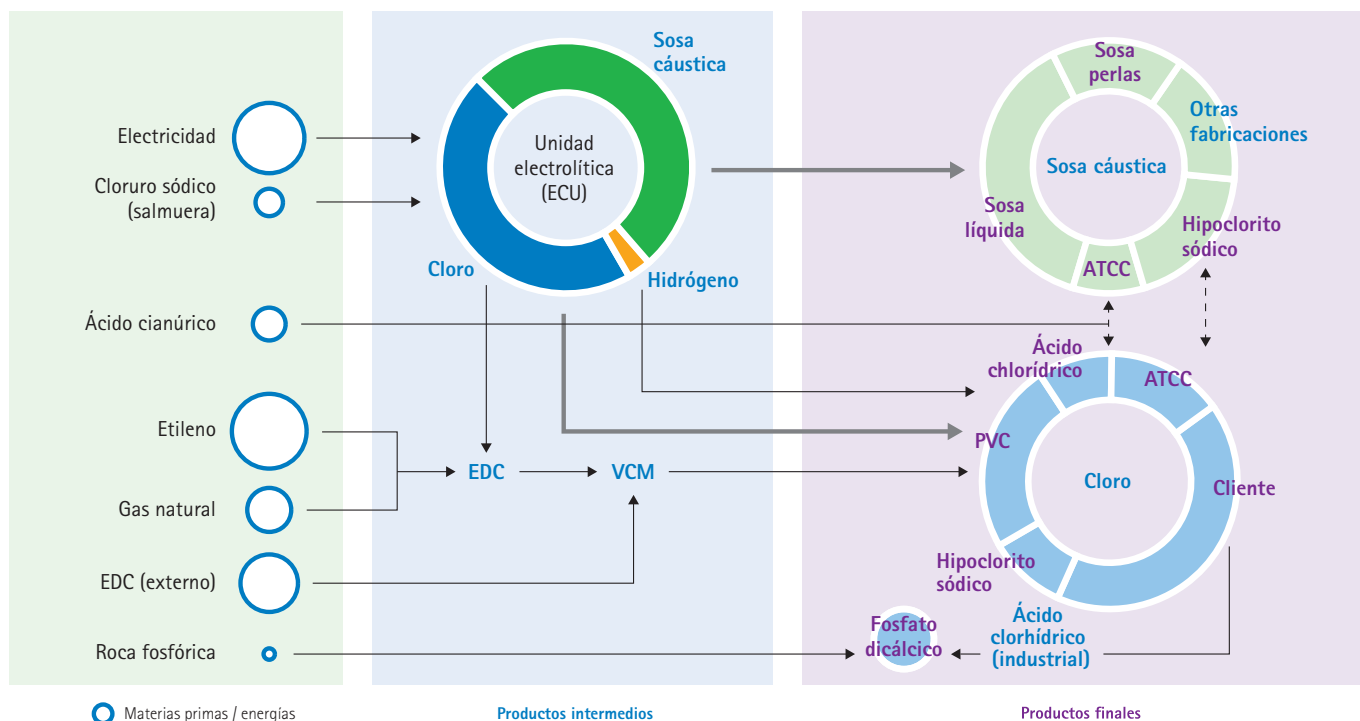 Electricidad
Cloruro sódico
(salmuera)
Ácido cianúrico
Etileno
Gas natural
EDC (externo)
Roca fosfórica
Sosa
cáustica
Unidad
electrolítica
(ECU)
Cloro
Hidrógeno
EDC
VCM
Sosa
perlas
Otras
fabricaciones
Sosa cáustica
Sosa
líquida
Hipoclorito
sódico
ATCC
Ácido
chlorídrico
ATCC
PVC
Cloro
Cliente
Hipoclorito
sódico
Fosfato
dicálcico
Ácido
clorhídrico
(industrial)
Materias primas / energías
Productos intermedios
Productos finales